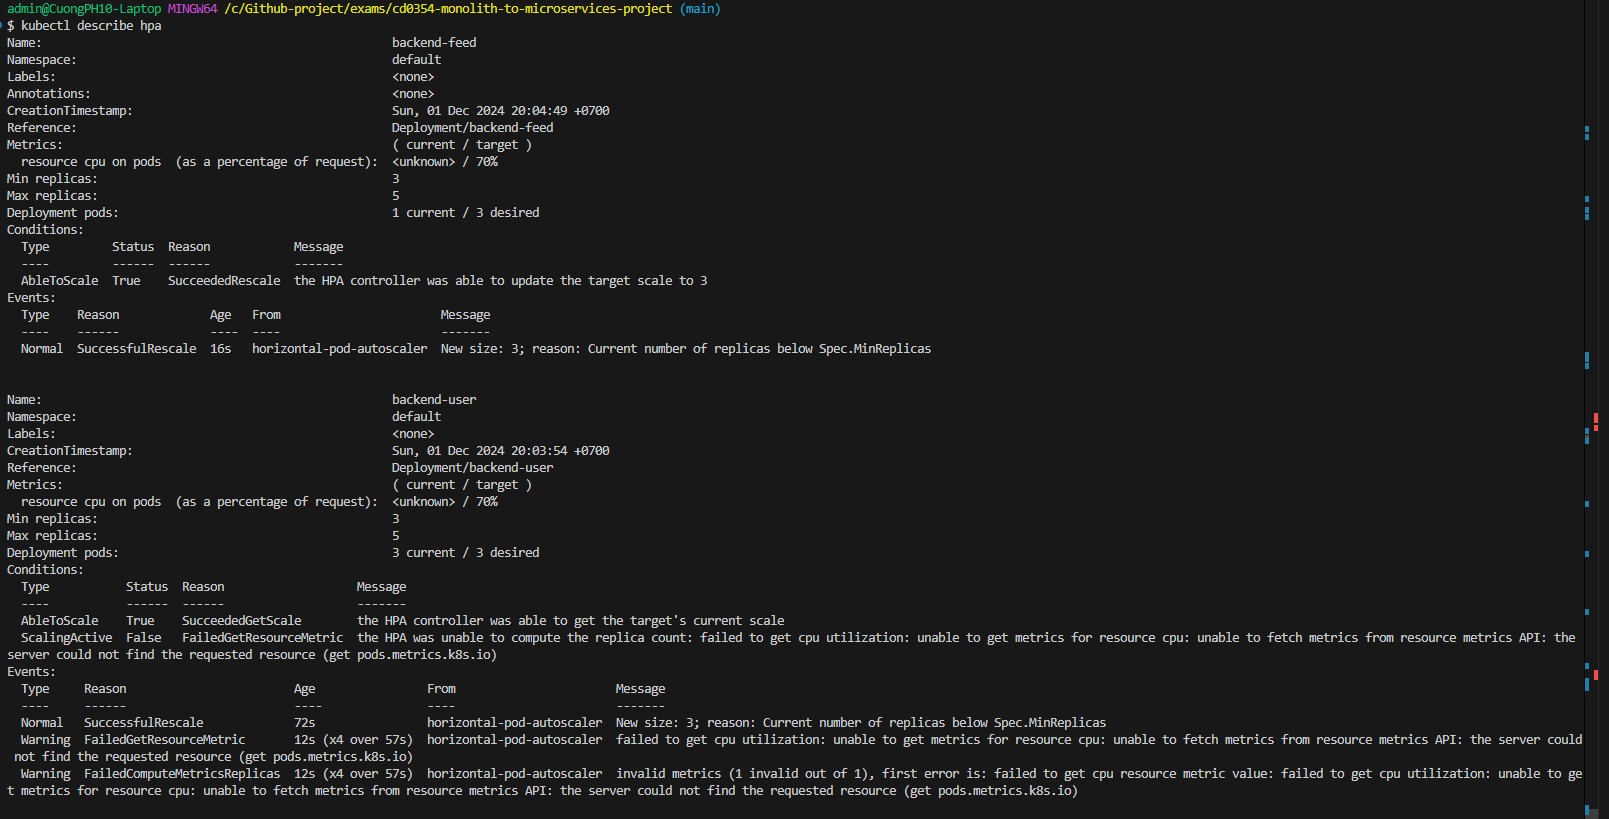 admin@CuongPH10-Laptop MINGW64 /c/Github-project/exams/cd0354-monolith-to-microservices-project (main)
$ kubectl describe hpa
Name:                                                  backend-feed
Namespace:                                             default
Labels:                                                <none>
Annotations:                                           <none>
CreationTimestamp:                                     Sun, 01 Dec 2024 20:04:49 +0700
Reference:                                             Deployment/backend-feed
Metrics:                                               ( current / target )
  resource cpu on pods  (as a percentage of request):  <unknown> / 70%
Min replicas:                                          3
Max replicas:                                          5
Deployment pods:                                       1 current / 3 desired
Conditions:
  Type         Status  Reason            Message
  ----         ------  ------            -------
  AbleToScale  True    SucceededRescale  the HPA controller was able to update the target scale to 3
Events:
  Type    Reason             Age   From                       Message
  ----    ------             ----  ----                       -------
  Normal  SuccessfulRescale  16s   horizontal-pod-autoscaler  New size: 3; reason: Current number of replicas below Spec.MinReplicas
Name:                                                  backend-user
Namespace:                                             default
Labels:                                                <none>
CreationTimestamp:                                     Sun, 01 Dec 2024 20:03:54 +0700
Reference:                                             Deployment/backend-user
Metrics:                                               ( current / target )
  resource cpu on pods  (as a percentage of request):  <unknown> / 70%
Min replicas:                                          3
Max replicas:                                          5
Deployment pods:                                       3 current / 3 desired
Conditions:
  Type           Status  Reason                   Message
  ----           ------  ------                   -------
  AbleToScale    True    SucceededGetScale        the HPA controller was able to get the target's current scale
  ScalingActive  False   FailedGetResourceMetric  the HPA was unable to compute the replica count: failed to get cpu utilization: unable to get metrics for resource cpu: unable to fetch metrics from resource metrics API: the
server could not find the requested resource (get pods.metrics.k8s.io)
Events:
  Type     Reason                        Age                From                       Message
  ----     ------                        ----               ----                       -------
  Normal   SuccessfulRescale             72s                horizontal-pod-autoscaler  New size: 3; reason: Current number of replicas below Spec.MinReplicas
  Warning  FailedGetResourceMetric       12s (x4 over 57s)  horizontal-pod-autoscaler  failed to get cpu utilization: unable to get metrics for resource cpu: unable to fetch metrics from resource metrics API: the server could
 not find the requested resource (get pods.metrics.k8s.io)
  Warning  FailedComputeMetricsReplicas  12s (x4 over 57s)  horizontal-pod-autoscaler  invalid metrics (1 invalid out of 1), first error is: failed to get cpu resource metric value: failed to get cpu utilization: unable to ge
t metrics for resource cpu: unable to fetch metrics from resource metrics API: the server could not find the requested resource (get pods.metrics.k8s.io)